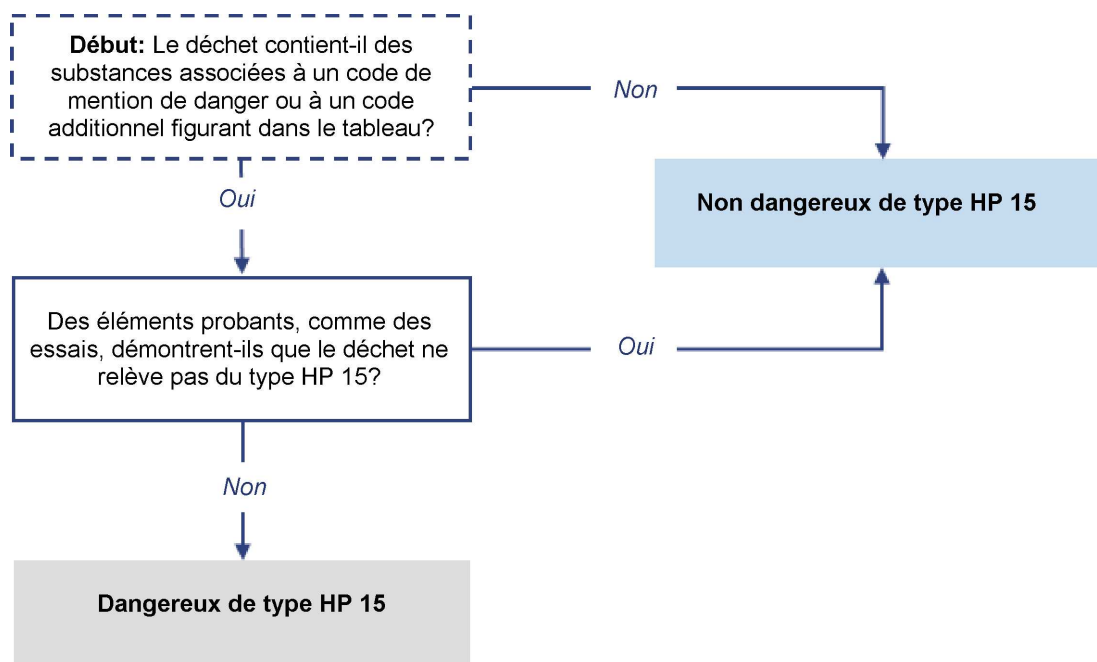 Début: Le déchet contient-il des
substances associées à un code de
mention de danger ou à un code
additionnel figurant dans le tableau?
Non
Oui
Non dangereux de type HP 15
Des éléments probants, comme des
essais, démontrent-ils que le déchet ne
relève pas du type HP 15?
Oui
Non
Dangereux de type HP 15